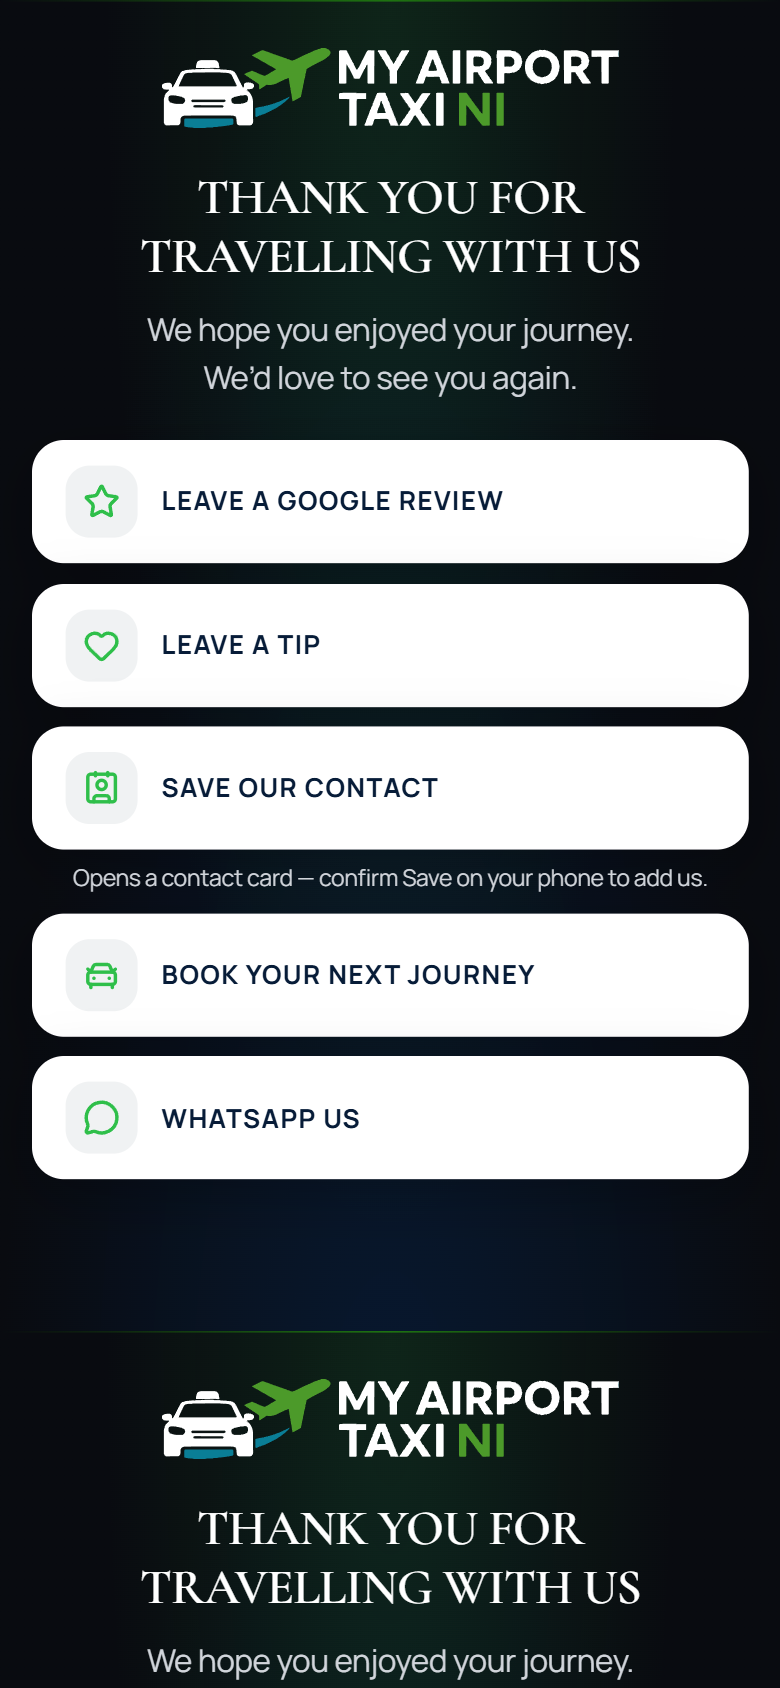 MY AIRPORT
TAXI NI
THANK YOU FOR
TRAVELLING WITH US
We hope you enjoyed your journey.
We’d love to see you again.
LEAVE A GOOGLE REVIEW
LEAVE A TIP
SAVE OUR CONTACT
Opens a contact card — confirm Save on your phone to add us.
BOOK YOUR NEXT JOURNEY
WHATSAPP US
MY AIRPORT
TAXI NI
THANK YOU FOR
TRAVELLING WITH US
We hope you enjoyed your journey.